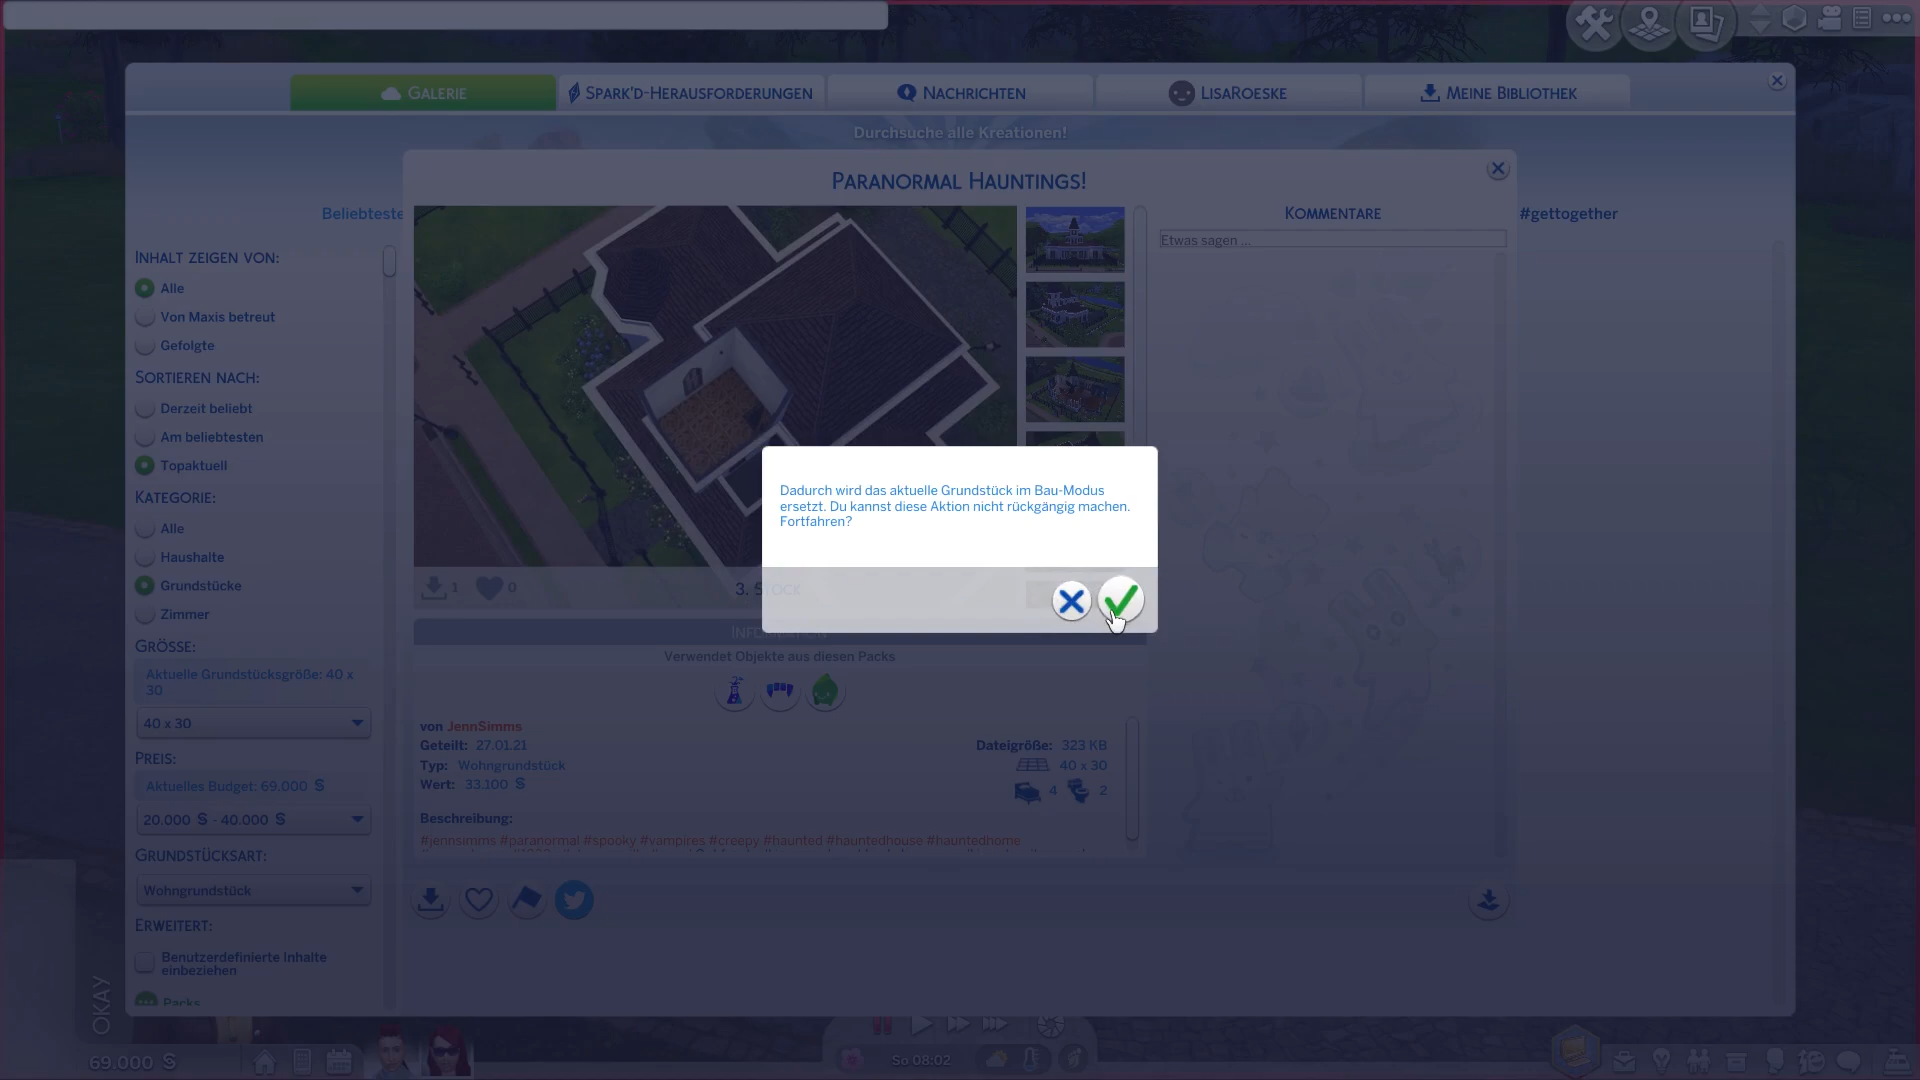 GALERIE
SPARK'D-HERAUSFORDERUNGEN
NACHRICHTEN
LISAROESKE
MEINE BIBLIOTHEK
Durchsuche alle Kreationen!
PARANORMAL HAUNTINGS!
Beliebteste
#gettogether
KOMMENTARE
Etwas sagen ...
INHALT ZEIGEN VON:
Alle
Von Maxis betreut
Gefolgte
SORTIEREN NACH:
Derzeit beliebt
Am beliebtesten
Topaktuell
KATEGORIE:
Alle
Haushalte
Grundstücke
Zimmer
GRÖSSE:
Aktuelle Grundstücksgröße: 40 x
30
40 x 30
PREIS:
Aktuelles Budget: 69.000 §
20.000 § - 40.000 §
GRUNDSTÜCKSART:
Wohngrundstück
ERWEITERT:
Benutzerdefinierte Inhalte
einbeziehen
Packs
Dadurch wird das aktuelle Grundstück im Bau-Modus
ersetzt. Du kannst diese Aktion nicht rückgängig machen.
Fortfahren?
1
0
3. STOCK
INFORMATION
Verwendet Objekte aus diesen Packs
von JennSimms
Geteilt: 27.01.21
Typ: Wohngrundstück
Wert: 33.100 §
Dateigröße: 323 KB
40 x 30
4
2
Beschreibung:
#jennsimms #paranormal #spooky #vampires #creepy #haunted #hauntedhouse #hauntedhome
OKAY
69.000 §
So 08:02